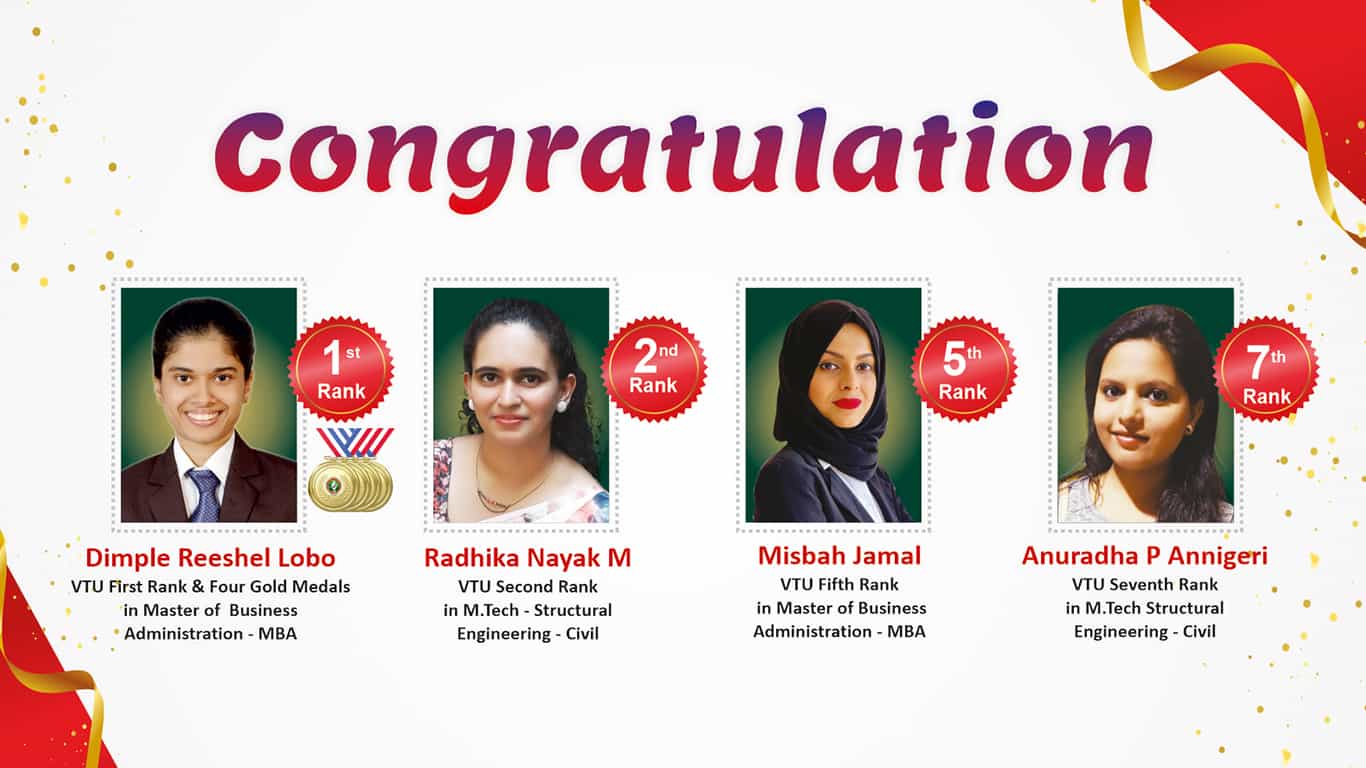 Congratulation
1st
Rank
2nd
Rank
5th
Rank
7th
Rank
Dimple Reeshel Lobo
VTU First Rank & Four Gold Medals
in Master of Business
Administration - MBA
Radhika Nayak M
VTU Second Rank
in M.Tech - Structural
Engineering - Civil
Misbah Jamal
VTU Fifth Rank
in Master of Business
Administration - MBA
Anuradha P Annigeri
VTU Seventh Rank
in M.Tech Structural
Engineering - Civil